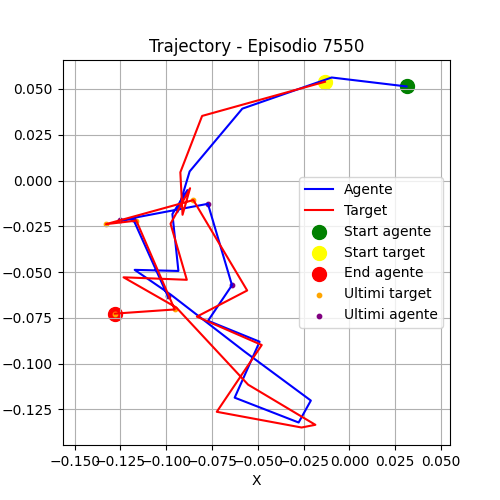 Trajectory - Episodio 7550
0.050
0.025
0.000
−0.025
−0.050
−0.075
−0.100
−0.125
Agente
Target
Start agente
Start target
End agente
Ultimi target
Ultimi agente
−0.150−0.125−0.100−0.075−0.050−0.025 0.000 0.025 0.050
X